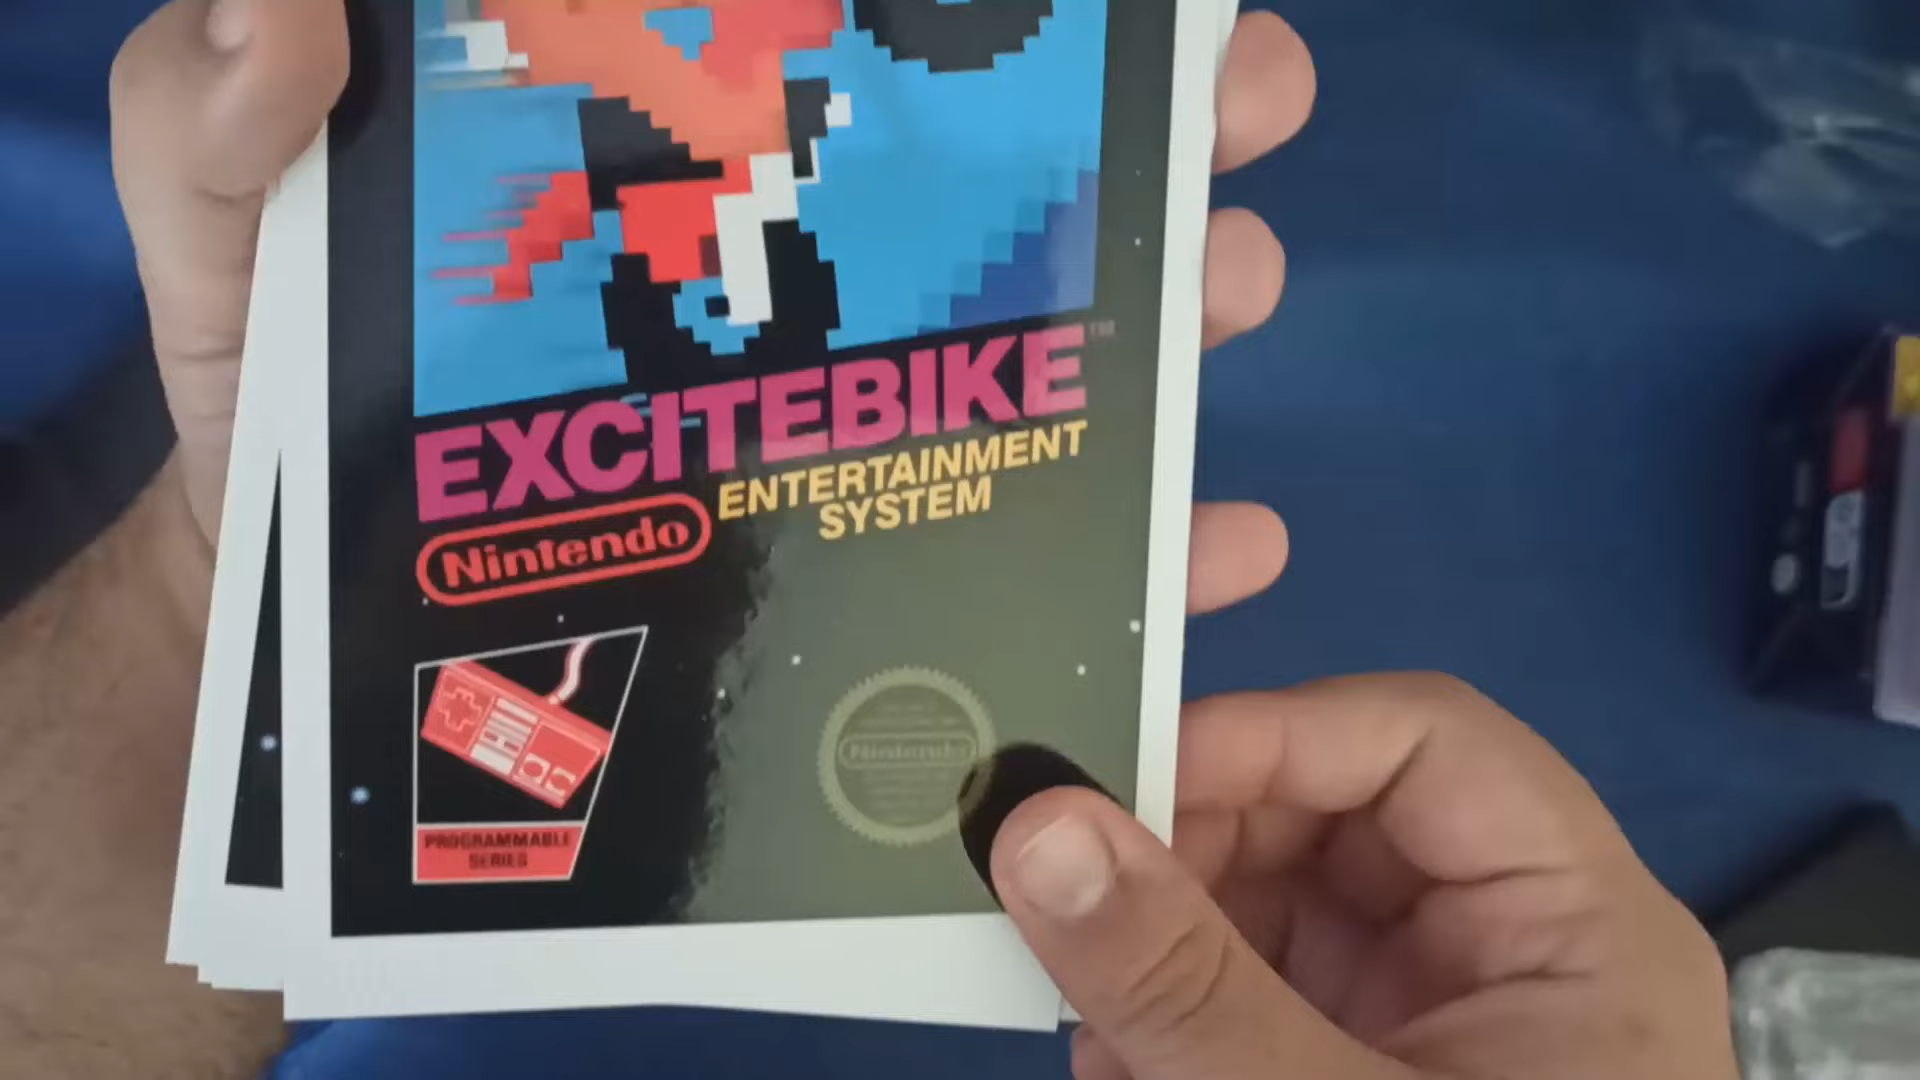 EXCITEBIKE™
ENTERTAINMENT
SYSTEM
Nintendo
Nintendo
PROGRAMMABLE
SERIES